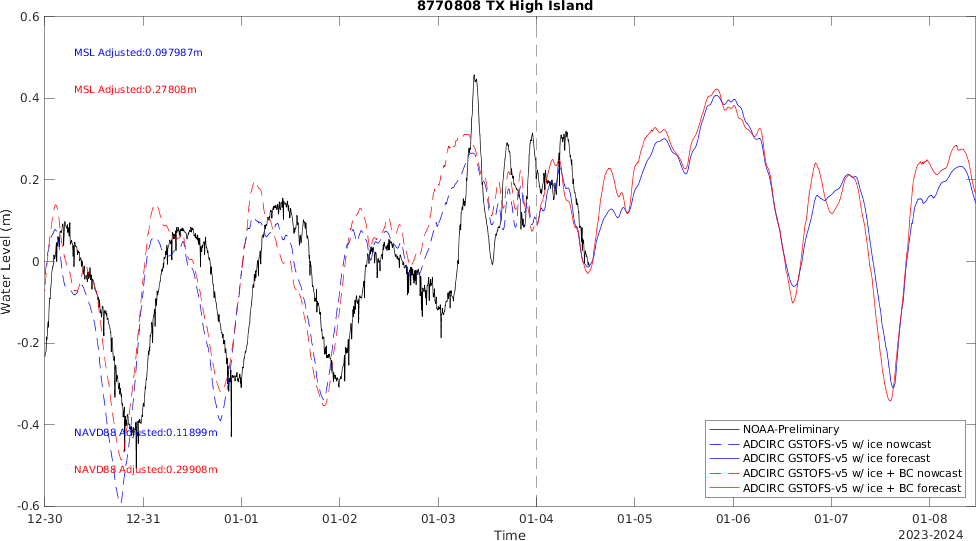 8770808 TX High Island
0.6
MSL Adjusted:0.097987m
MSL Adjusted:0.27808m
0.4
0.2
0
-0.2
-0.4
-0.6
Water Level (m)
NAVD88 Adjusted:0.11899m
NAVD88 Adjusted:0.29908m
NOAA-Preliminary
ADCIRC GSTOFS-v5 w/ ice nowcast
ADCIRC GSTOFS-v5 w/ ice forecast
ADCIRC GSTOFS-v5 w/ ice + BC nowcast
ADCIRC GSTOFS-v5 w/ ice + BC forecast
12-30 12-31 01-01 01-02 01-03 01-04 01-05 01-06 01-07 01-08
Time
2023-2024